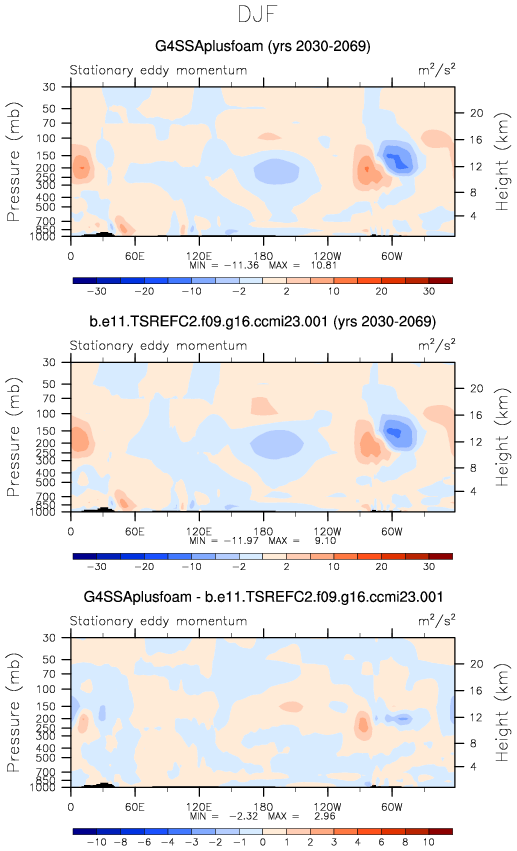 DJF
G4SSAplusfoam (yrs 2030-2069)
Stationary eddy momentum m²/s²
Pressure (mb)
30
50
70
100
150
200
250
300
400
500
700
850
1000
Height (km)
20
16
12
8
4
0 60E 120E 180 120W 60W
MIN = -11.36 MAX = 10.81
-30 -20 -10 -2 2 10 20 30
b.e11.TSREFC2.f09.g16.ccmi23.001 (yrs 2030-2069)
Stationary eddy momentum m²/s²
Pressure (mb)
30
50
70
100
150
200
250
300
400
500
700
850
1000
Height (km)
20
16
12
8
4
0 60E 120E 180 120W 60W
MIN = -11.97 MAX = 9.10
-30 -20 -10 -2 2 10 20 30
G4SSAplusfoam - b.e11.TSREFC2.f09.g16.ccmi23.001
Stationary eddy momentum m²/s²
Pressure (mb)
30
50
70
100
150
200
250
300
400
500
700
850
1000
Height (km)
24
20
16
12
8
4
0 60E 120E 180 120W 60W
MIN = -2.32 MAX = 2.96
-10 -8 -6 -4 -3 -2 -1 0 1 2 3 4 6 8 10